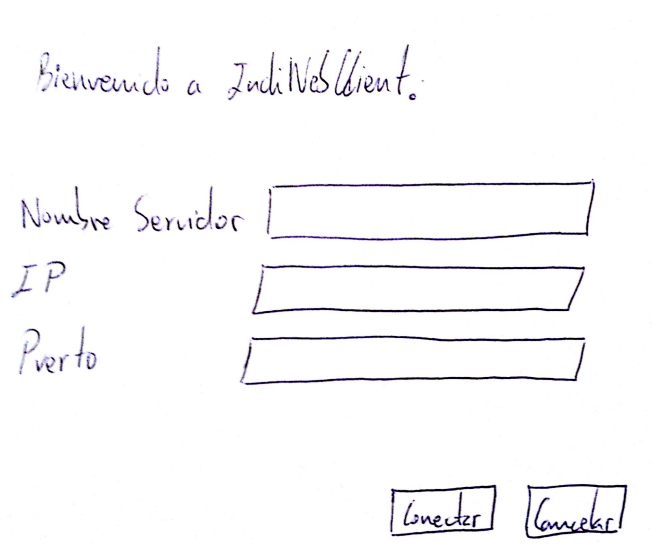 Bienvenido a IndiWebClient.
Nombre Servidor
IP
Puerto
Conectar Cancelar